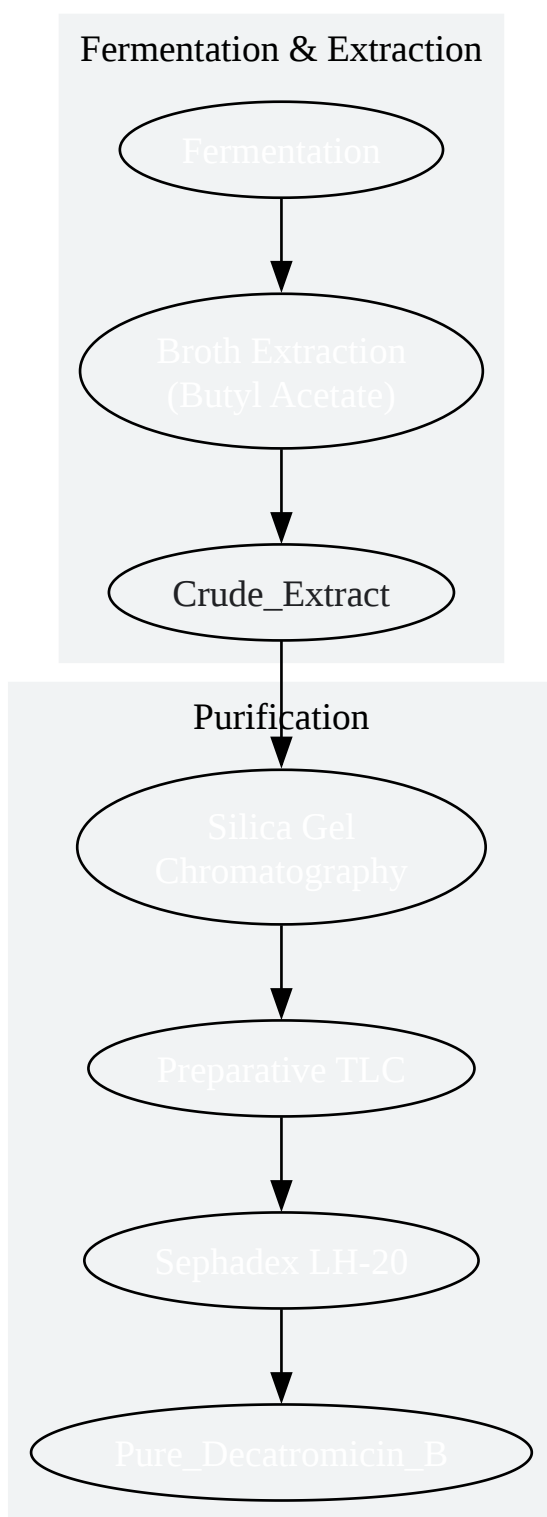 Fermentation & Extraction
Fermentation
Broth Extraction
(Butyl Acetate)
Crude_Extract
Purification
Silica Gel
Chromatography
Preparative TLC
Sephadex LH-20
Pure_Decatromicin_B